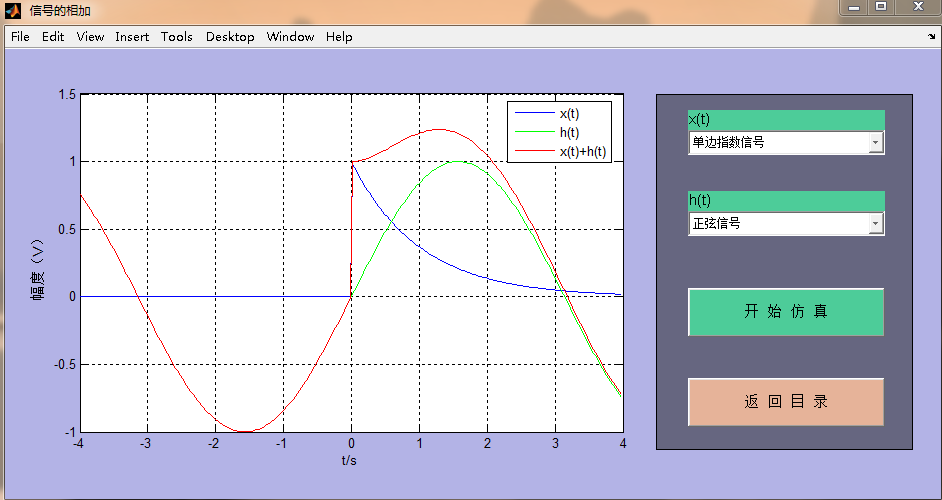 信号的相加
File Edit View Insert Tools Desktop Window Help
1.5
1
0.5
0
-0.5
-1
幅度（V）
-4 -3 -2 -1 0 1 2 3 4
t/s
x(t)
h(t)
x(t)+h(t)
x(t)
单边指数信号
h(t)
正弦信号
开 始 仿 真
返 回 目 录